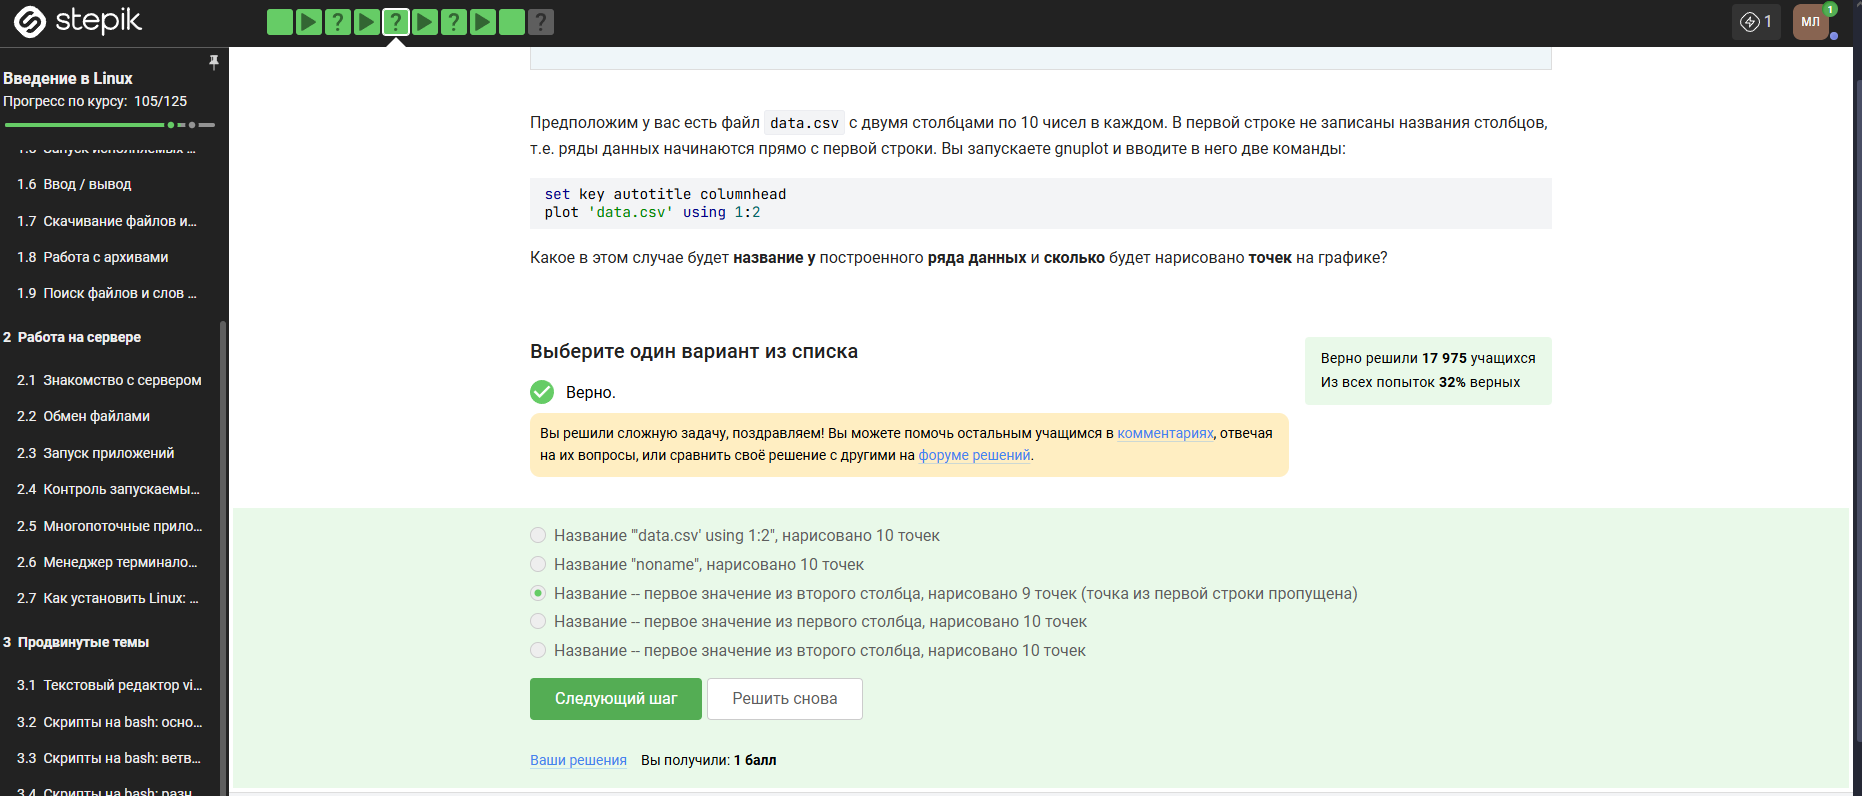 stepik
? ? ? ?
1
МЛ
1
Введение в Linux
Прогресс по курсу: 105/125
1.6 Ввод / вывод
1.7 Скачивание файлов и...
1.8 Работа с архивами
1.9 Поиск файлов и слов ...
2 Работа на сервере
2.1 Знакомство с сервером
2.2 Обмен файлами
2.3 Запуск приложений
2.4 Контроль запускаемы...
2.5 Многопоточные прило...
2.6 Менеджер терминало...
2.7 Как установить Linux: ...
3 Продвинутые темы
3.1 Текстовый редактор vi...
3.2 Скрипты на bash: осно...
3.3 Скрипты на bash: ветв...
3.4 Скрипты на bash: разн...
Предположим у вас есть файл data.csv с двумя столбцами по 10 чисел в каждом. В первой строке не записаны названия столбцов,
т.е. ряды данных начинаются прямо с первой строки. Вы запускаете gnuplot и вводите в него две команды:
set key autotitle columnhead
plot 'data.csv' using 1:2
Какое в этом случае будет название у построенного ряда данных и сколько будет нарисовано точек на графике?
Выберите один вариант из списка
Верно решили 17 975 учащихся
Из всех попыток 32% верных
Верно.
Вы решили сложную задачу, поздравляем! Вы можете помочь остальным учащимся в комментариях, отвечая
на их вопросы, или сравнить своё решение с другими на форуме решений.
Название "'data.csv' using 1:2", нарисовано 10 точек
Название "noname", нарисовано 10 точек
Название -- первое значение из второго столбца, нарисовано 9 точек (точка из первой строки пропущена)
Название -- первое значение из первого столбца, нарисовано 10 точек
Название -- первое значение из второго столбца, нарисовано 10 точек
Следующий шаг
Решить снова
Ваши решения Вы получили: 1 балл